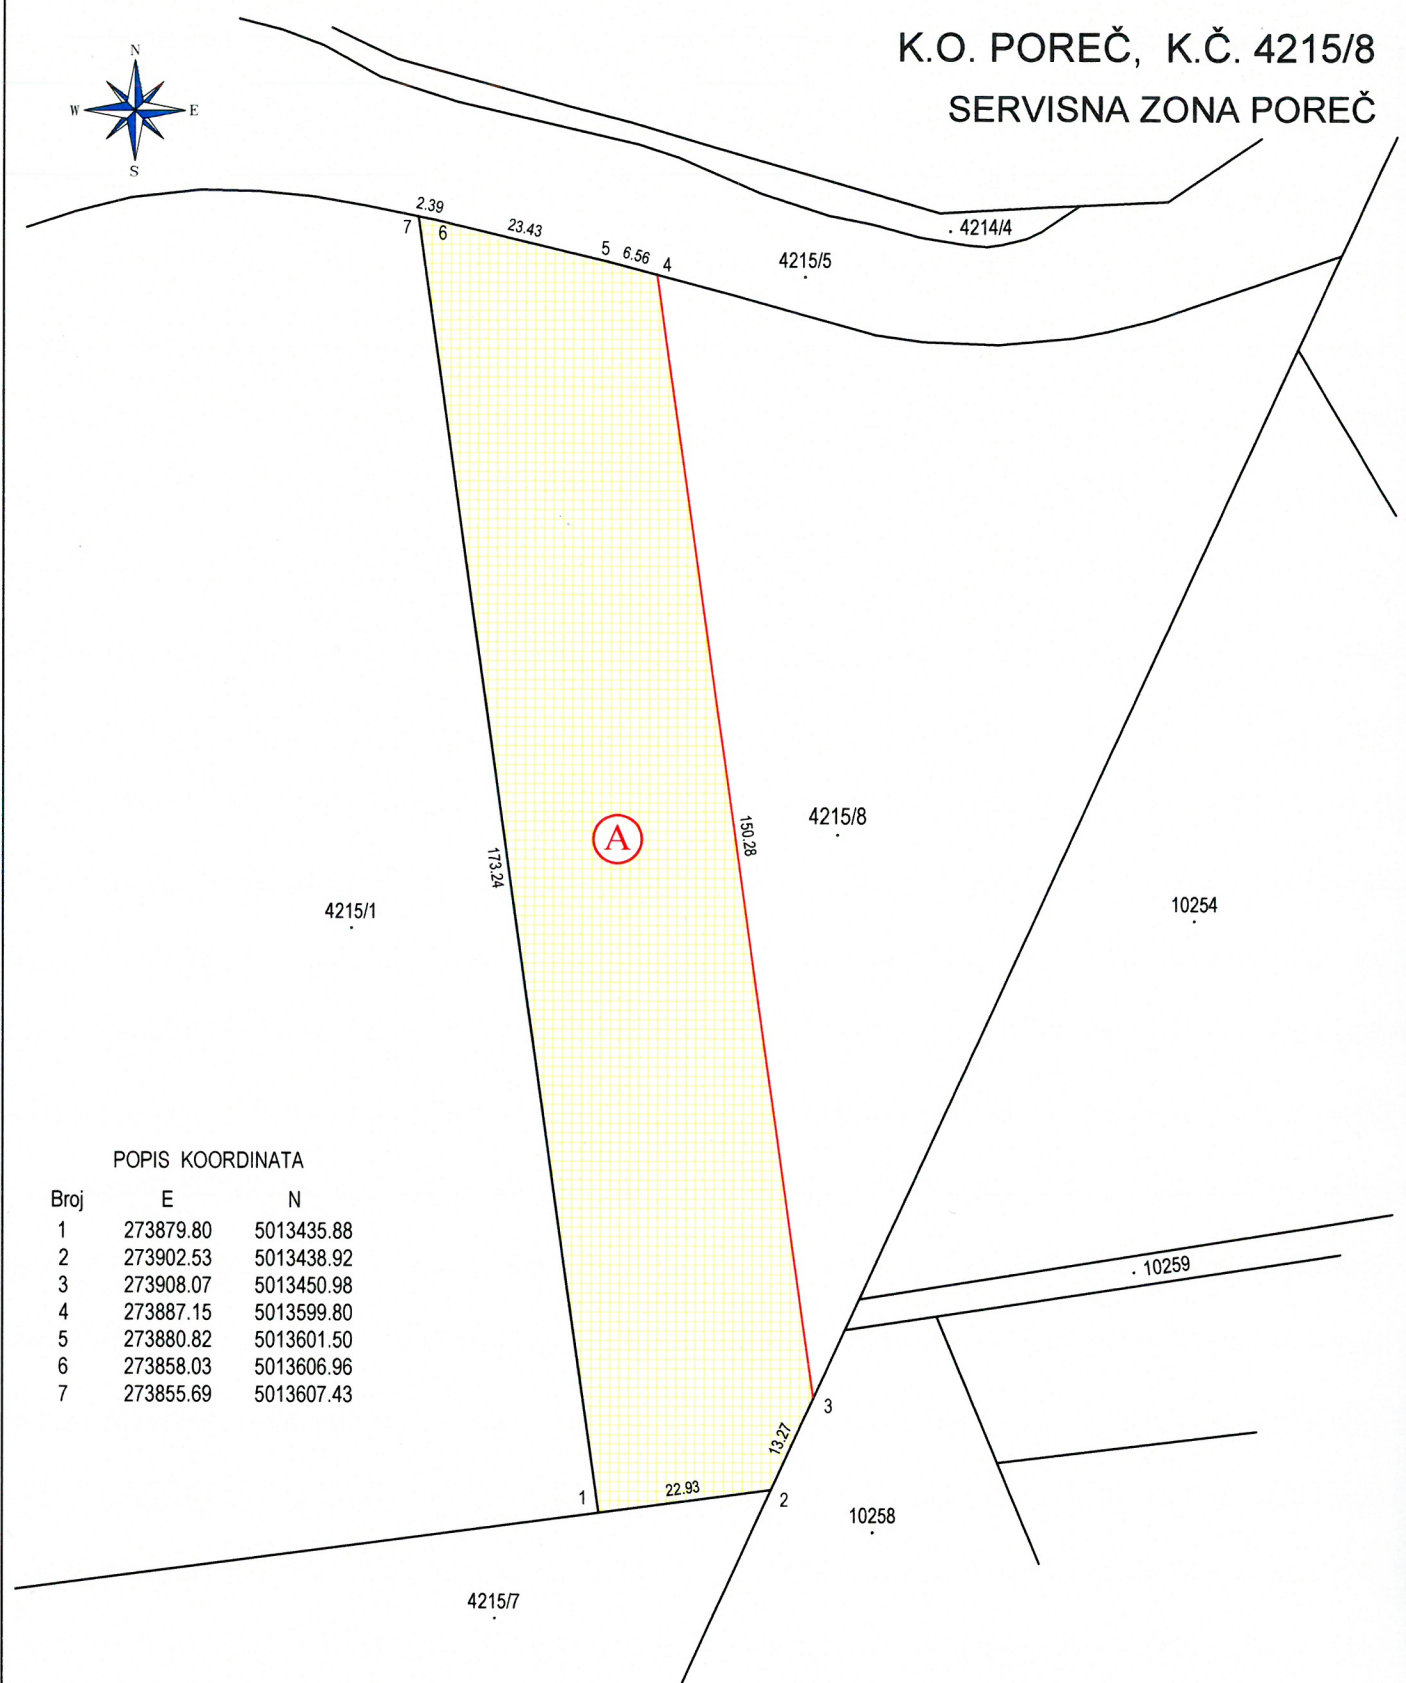 K.O. POREČ, K.Č. 4215/8
SERVISNA ZONA POREČ
N
W E
S
2.39
7 6 23.43 5 6.56 4
4214/4
4215/5
150.28
4215/8
A
173.24
4215/1
10254
POPIS KOORDINATA
Broj E N
1 273879.80 5013435.88
2 273902.53 5013438.92
3 273908.07 5013450.98
4 273887.15 5013599.80
5 273880.82 5013601.50
6 273858.03 5013606.96
7 273855.69 5013607.43
10259
3
13.27
22.93
1 2
10258
4215/7